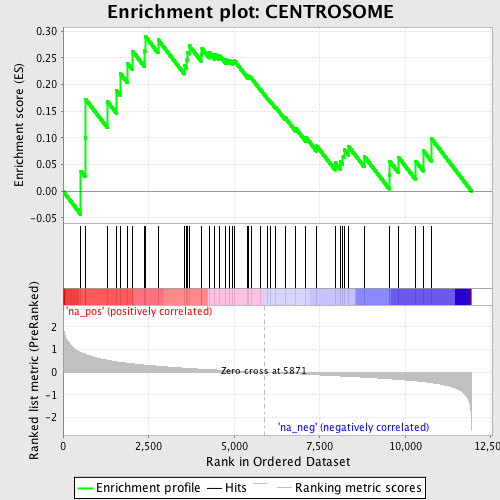 Enrichment plot: CENTROSOME
Enrichment score (ES)
0.30
0.25
0.20
0.15
0.10
0.05
0.00
-0.05
'na_pos' (positively correlated)
Ranked list metric (PreRanked)
2
1
0
-1
-2
Zero cross at 5871
'na_neg' (negatively correlated)
0 2,500 5,000 7,500 10,000 12,500
Rank in Ordered Dataset
Enrichment profile Hits Ranking metric scores